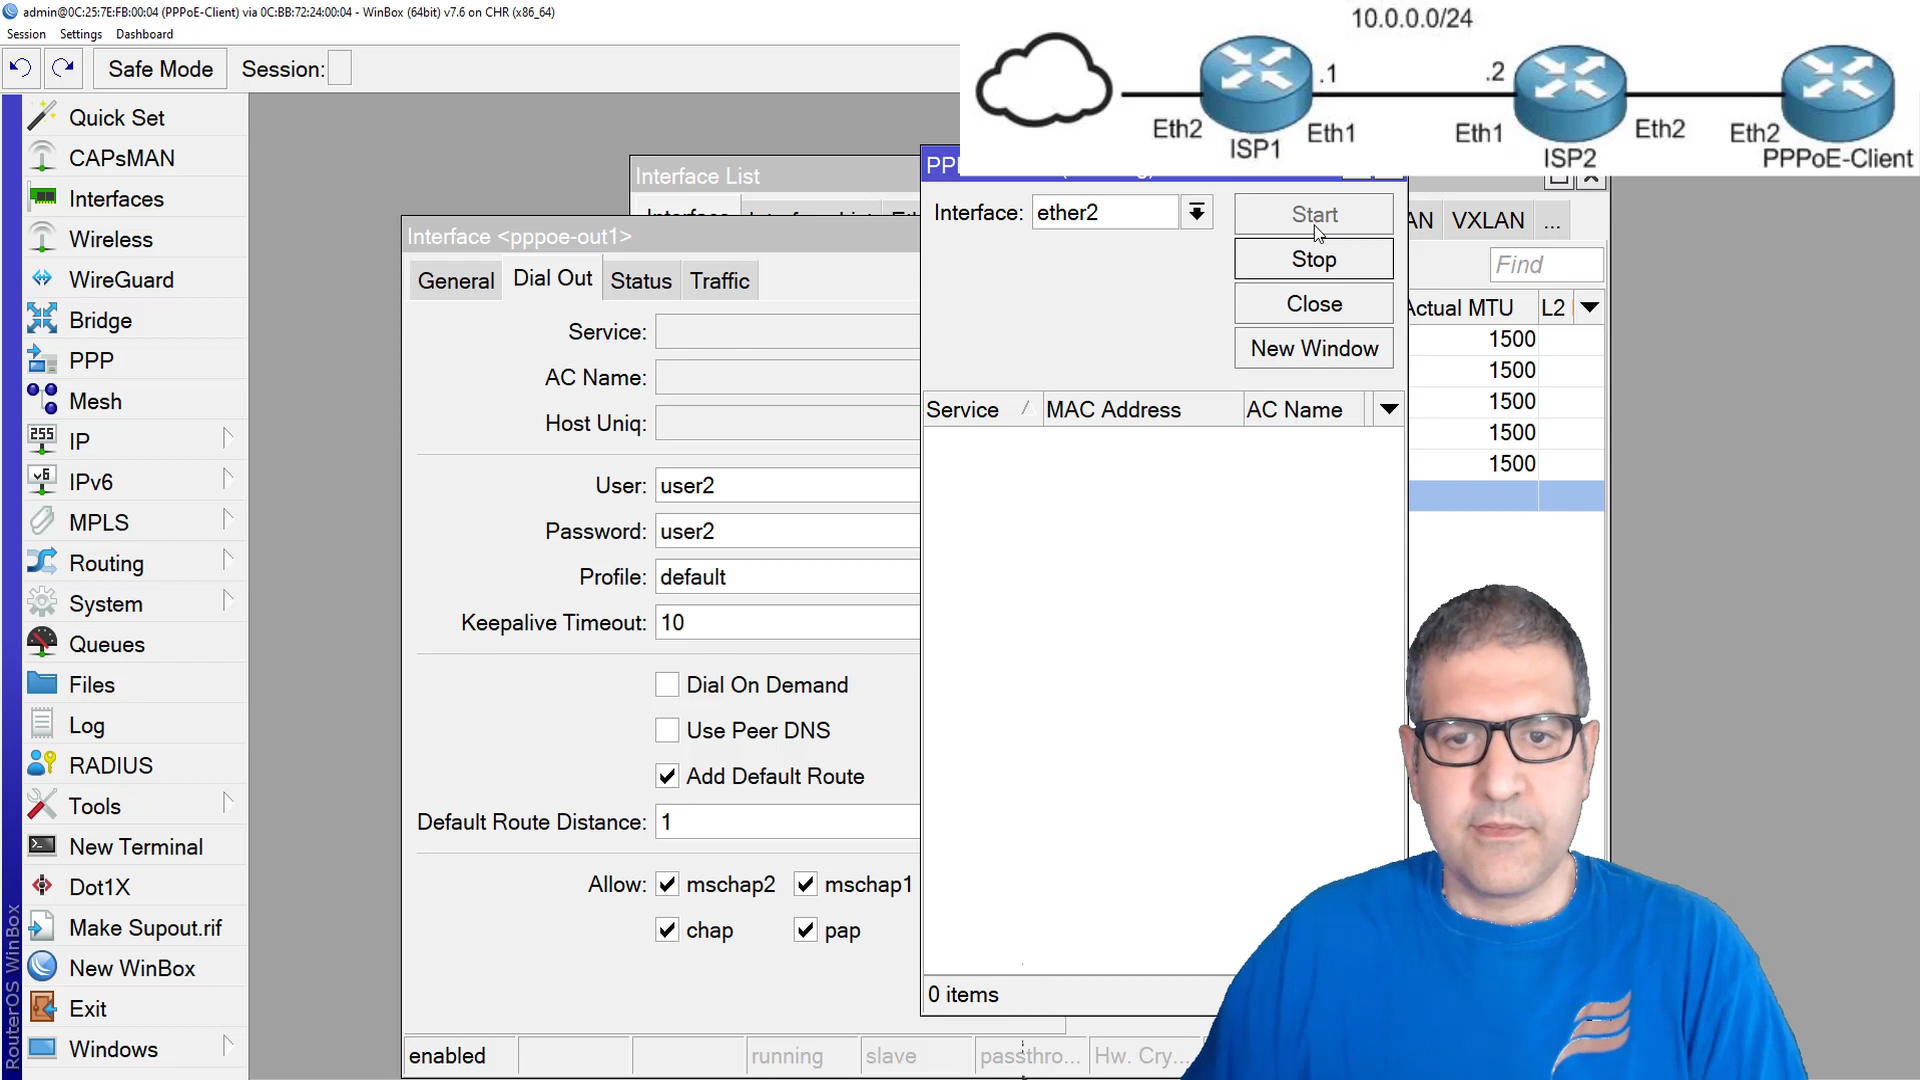 admin@0C:25:7E:FB:00:04 (PPPoE-Client) via 0C:BB:72:24:00:04 - WinBox (64bit) v7.6 on CHR (x86_64)
Session Settings Dashboard
Safe Mode Session:
10.0.0.0/24
.1 .2
Eth2 ISP1 Eth1 Eth1 ISP2 Eth2 Eth2 PPPoE-Client
Quick Set
CAPsMAN
Interfaces
Wireless
WireGuard
Bridge
PPP
Mesh
IP
IPv6
MPLS
Routing
System
Queues
Files
Log
RADIUS
Tools
New Terminal
Dot1X
Make Supout.rif
New WinBox
Exit
Windows
RouterOS WinBox
Interface List
VXLAN ...
Find
Actual MTU L2
1500
1500
1500
1500
1500
Interface <pppoe-out1>
General Dial Out Status Traffic
Service:
AC Name:
Host Uniq:
User: user2
Password: user2
Profile: default
Keepalive Timeout: 10
Dial On Demand
Use Peer DNS
Add Default Route
Default Route Distance: 1
Allow: mschap2 mschap1
chap pap
enabled running slave passthro... Hw. Cry...
Interface: ether2
Start
Stop
Close
New Window
Service MAC Address AC Name
0 items